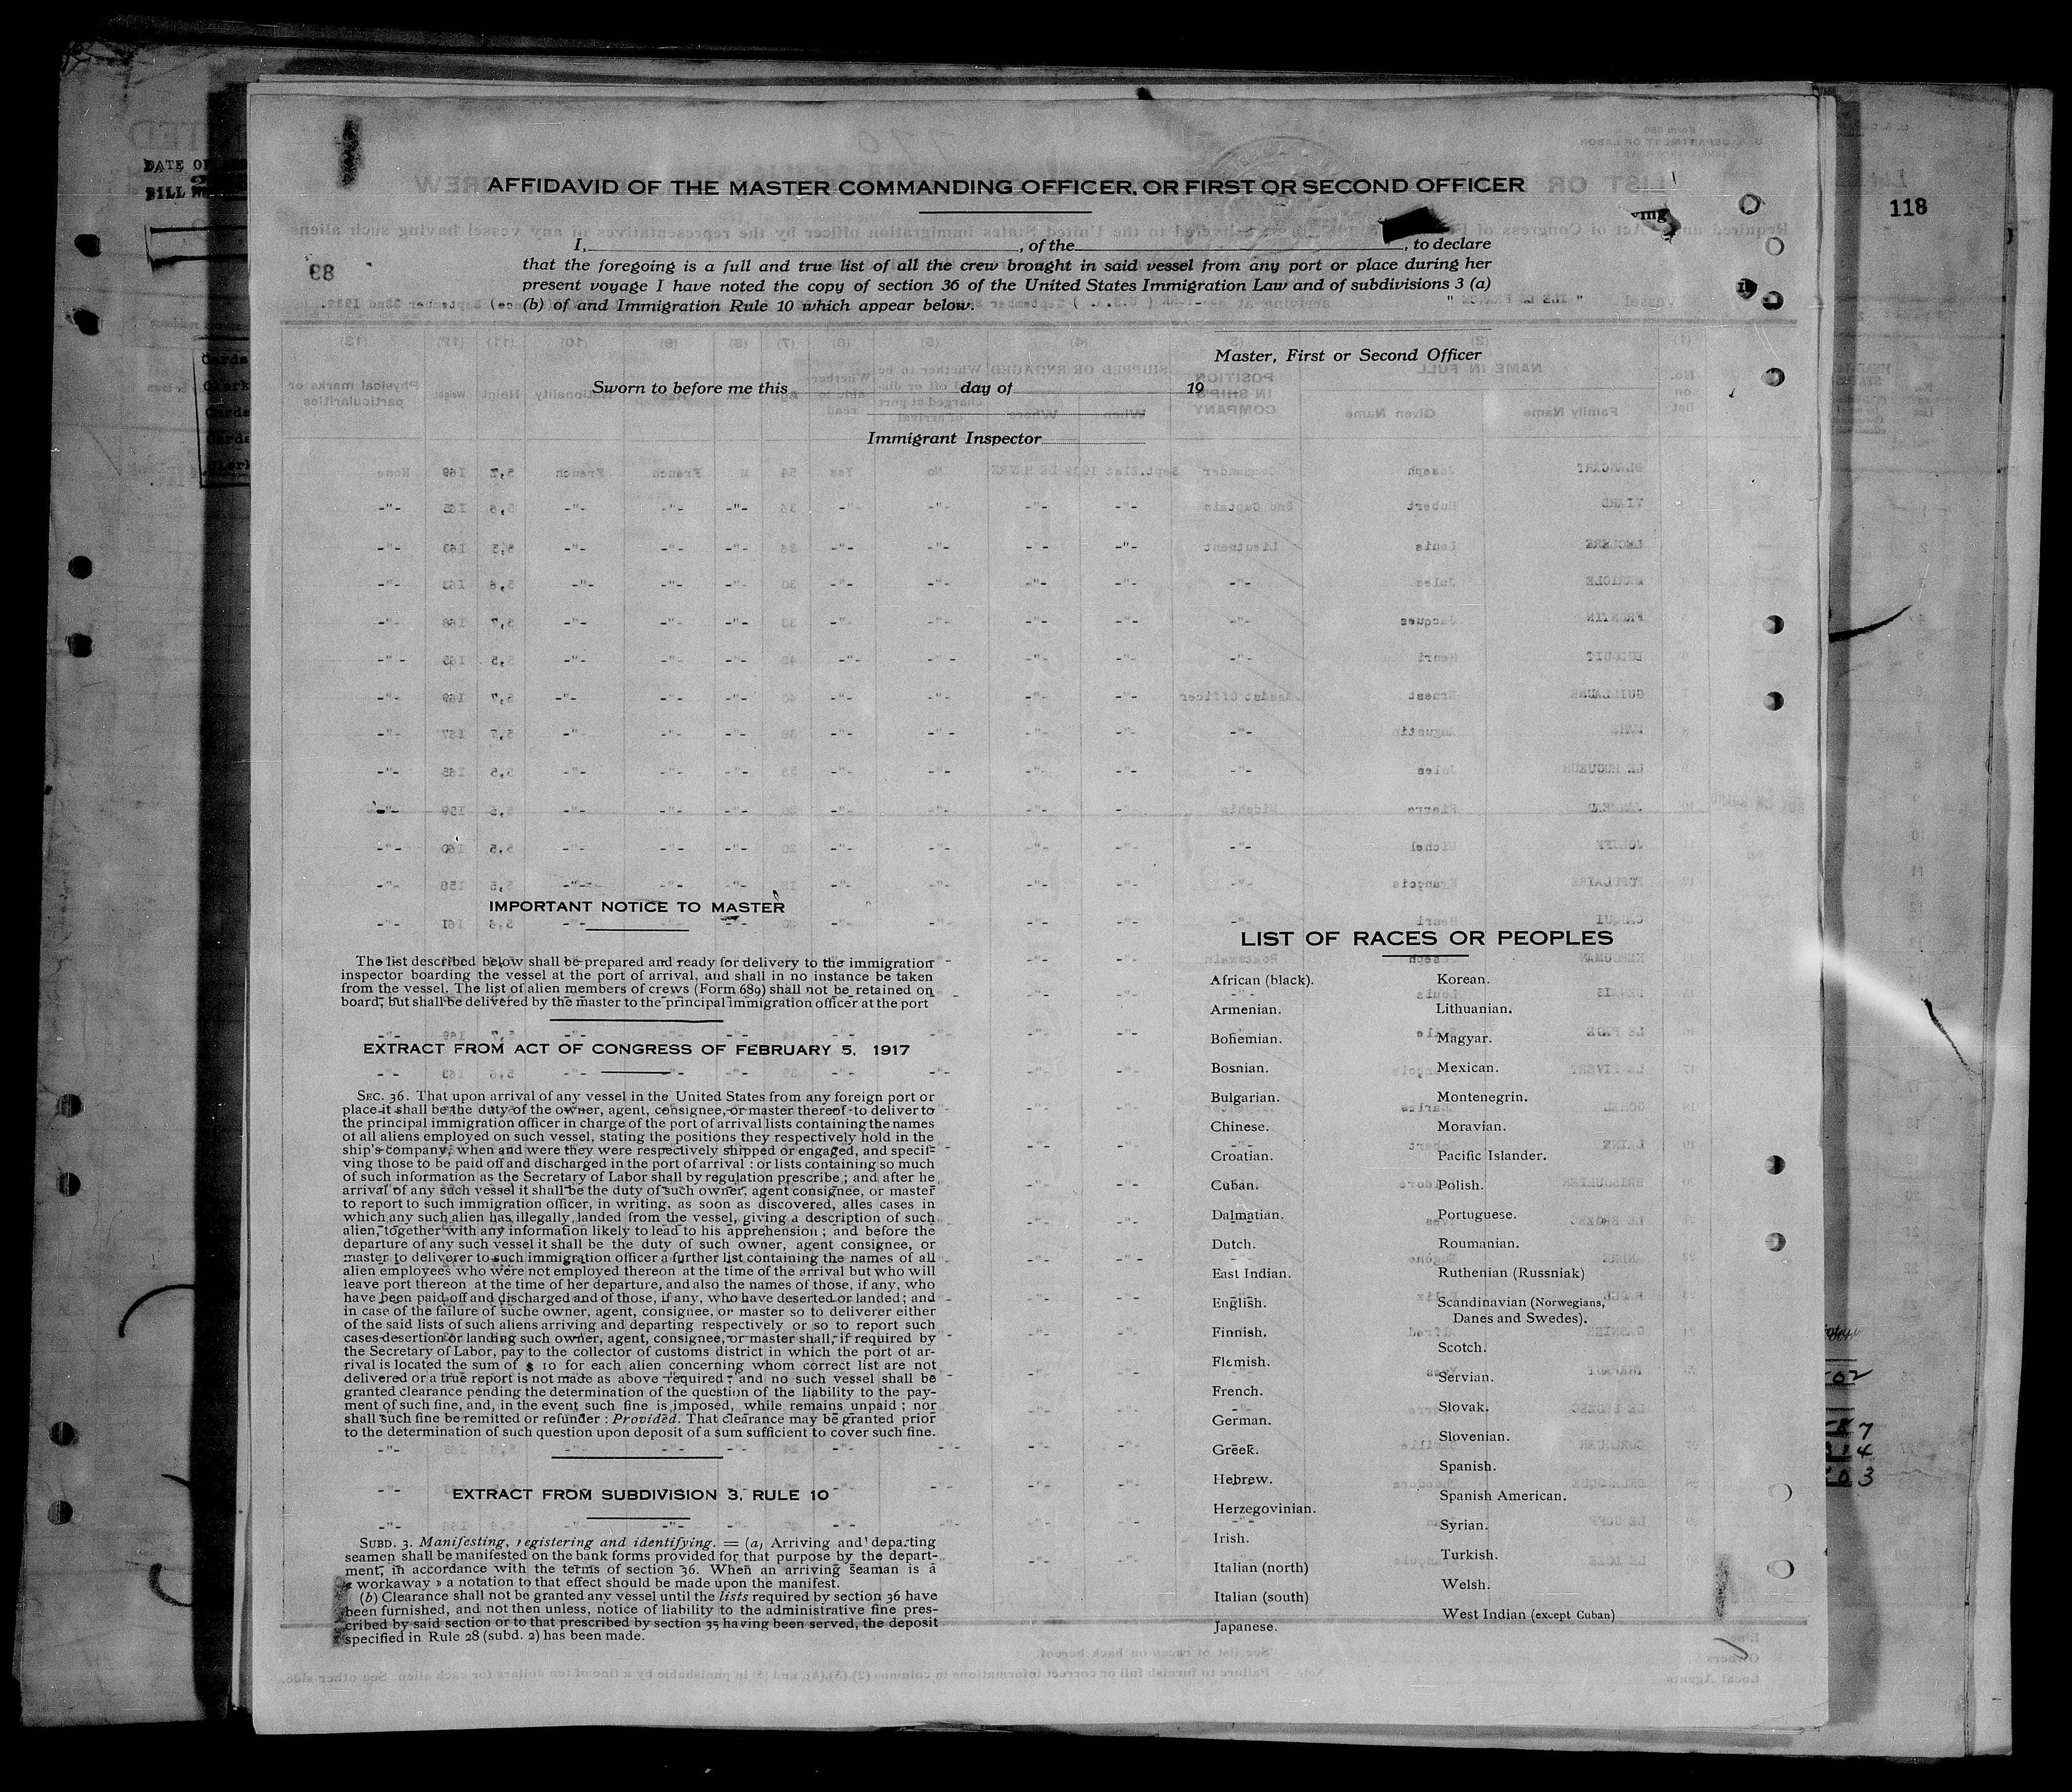 AFFIDAVID OF THE MASTER COMMANDING OFFICER, OR FIRST OR SECOND OFFICER
I, , of the , to declare
that the foregoing is a full and true list of all the crew brought in said vessel from any port or place during her
present voyage I have noted the copy of section 36 of the United States Immigration Law and of subdivisions 3 (a)
(b) of and Immigration Rule 10 which appear below.
Master, First or Second Officer
Sworn to before me this day of 19
Immigrant Inspector
IMPORTANT NOTICE TO MASTER
The list described below shall be prepared and ready for delivery to the immigration
inspector boarding the vessel at the port of arrival, and shall in no instance be taken
from the vessel. The list of alien members of crews (Form 689) shall not be retained on
board, but shall be delivered by the master to the principal immigration officer at the port
EXTRACT FROM ACT OF CONGRESS OF FEBRUARY 5, 1917
SEC. 36. That upon arrival of any vessel in the United States from any foreign port or
place it shall be the duty of the owner, agent, consignee, or master thereof to deliver to
the principal immigration officer in charge of the port of arrival lists containing the names
of all aliens employed on such vessel, stating the positions they respectively hold in the
ship's company, when and were they were respectively shipped or engaged, and specif-
ving those to be paid off and discharged in the port of arrival : or lists containing so much
of such information as the Secretary of Labor shall by regulation prescribe ; and after he
arrival of any such vessel it shall be the duty of such owner, agent consignee, or master
to report to such immigration officer, in writing, as soon as discovered, alles cases in
which any such alien has illegally landed from the vessel, giving a description of such
alien, together with any information likely to lead to his apprehension ; and before the
departure of any such vessel it shall be the duty of such owner, agent consignee, or
master to deliverer to such immigration officer a further list containing the names of all
alien employees who were not employed thereon at the time of the arrival but who will
leave port thereon at the time of her departure, and also the names of those, if any, who
have been paid off and discharged and of those, if any, who have deserted or landed ; and
in case of the failure of suche owner, agent, consignee, or master so to deliverer either
of the said lists of such aliens arriving and departing respectively or so to report such
cases desertion or landing such owner, agent, consignee, or master shall, if required by
the Secretary of Labor, pay to the collector of customs district in which the port of ar-
rival is located the sum of $ 10 for each alien concerning whom correct list are not
delivered or a true report is not made as above required ; and no such vessel shall be
granted clearance pending the determination of the question of the liability to the pay-
ment of such fine, and, in the event such fine is imposed, while remains unpaid ; nor
shall such fine be remitted or refunder : Provided. That clearance may be granted prior
to the determination of such question upon deposit of a sum sufficient to cover such fine.
EXTRACT FROM SUBDIVISION 3, RULE 10
SUBD. 3. Manifesting, registering and identifying. = (a) Arriving and departing
seamen shall be manifested on the bank forms provided for that purpose by the depart-
ment, in accordance with the terms of section 36. When an arriving seaman is a
« workaway » a notation to that effect should be made upon the manifest.
(b) Clearance shall not be granted any vessel until the lists required by section 36 have
been furnished, and not then unless, notice of liability to the administrative fine pres-
cribed by said section or to that prescribed by section 35 having been served, the deposit
specified in Rule 28 (subd. 2) has been made.
LIST OF RACES OR PEOPLES
African (black).
Armenian.
Bohemian.
Bosnian.
Bulgarian.
Chinese.
Croatian.
Cuban.
Dalmatian.
Dutch.
East Indian.
English.
Finnish.
Flemish.
French.
German.
Greek.
Hebrew.
Herzegovinian.
Irish.
Italian (north)
Italian (south)
Japanese.
Korean.
Lithuanian.
Magyar.
Mexican.
Montenegrin.
Moravian.
Pacific Islander.
Polish.
Portuguese.
Roumanian.
Ruthenian (Russniak)
Scandinavian (Norwegians,
Danes and Swedes).
Scotch.
Servian.
Slovak.
Slovenian.
Spanish.
Spanish American.
Syrian.
Turkish.
Welsh.
West Indian (except Cuban)
118
DATE OF
BILL